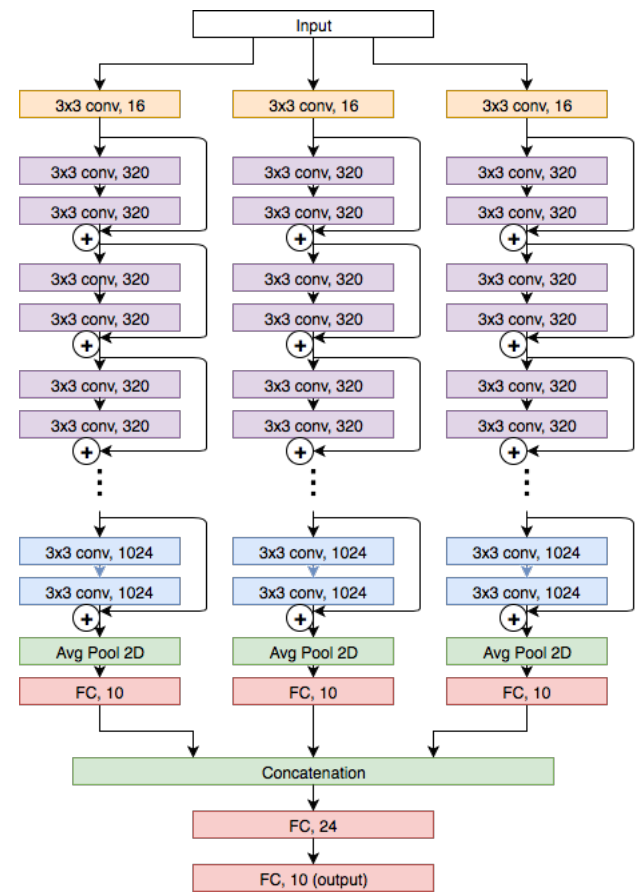 Input
3x3 conv, 16 3x3 conv, 16 3x3 conv, 16
3x3 conv, 320 3x3 conv, 320 3x3 conv, 320
3x3 conv, 320 3x3 conv, 320 3x3 conv, 320
+ + +
3x3 conv, 320 3x3 conv, 320 3x3 conv, 320
3x3 conv, 320 3x3 conv, 320 3x3 conv, 320
+ + +
3x3 conv, 320 3x3 conv, 320 3x3 conv, 320
3x3 conv, 320 3x3 conv, 320 3x3 conv, 320
+ + +
3x3 conv, 1024 3x3 conv, 1024 3x3 conv, 1024
3x3 conv, 1024 3x3 conv, 1024 3x3 conv, 1024
+ + +
Avg Pool 2D Avg Pool 2D Avg Pool 2D
FC, 10 FC, 10 FC, 10
Concatenation
FC, 24
FC, 10 (output)